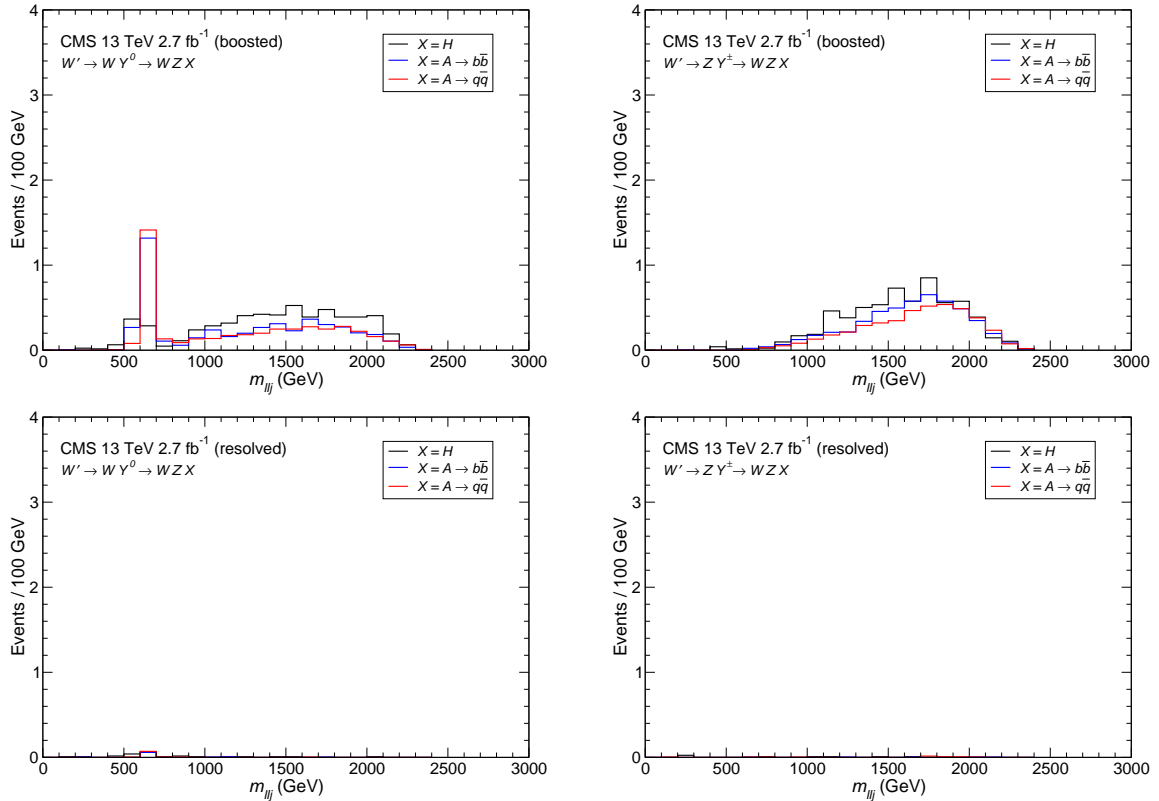 CMS 13 TeV 2.7 fb⁻¹ (boosted)
W′ → W Y⁰ → W Z X
X = H
X = A → bb̅
X = A → qq̅
4
3
2
1
0
Events / 100 GeV
0 500 1000 1500 2000 2500 3000
m_llj (GeV)
CMS 13 TeV 2.7 fb⁻¹ (boosted)
W′ → Z Y± → W Z X
X = H
X = A → bb̅
X = A → qq̅
4
3
2
1
0
Events / 100 GeV
0 500 1000 1500 2000 2500 3000
m_llj (GeV)
CMS 13 TeV 2.7 fb⁻¹ (resolved)
W′ → W Y⁰ → W Z X
X = H
X = A → bb̅
X = A → qq̅
4
3
2
1
0
Events / 100 GeV
0 500 1000 1500 2000 2500 3000
m_llj (GeV)
CMS 13 TeV 2.7 fb⁻¹ (resolved)
W′ → Z Y± → W Z X
X = H
X = A → bb̅
X = A → qq̅
4
3
2
1
0
Events / 100 GeV
0 500 1000 1500 2000 2500 3000
m_llj (GeV)